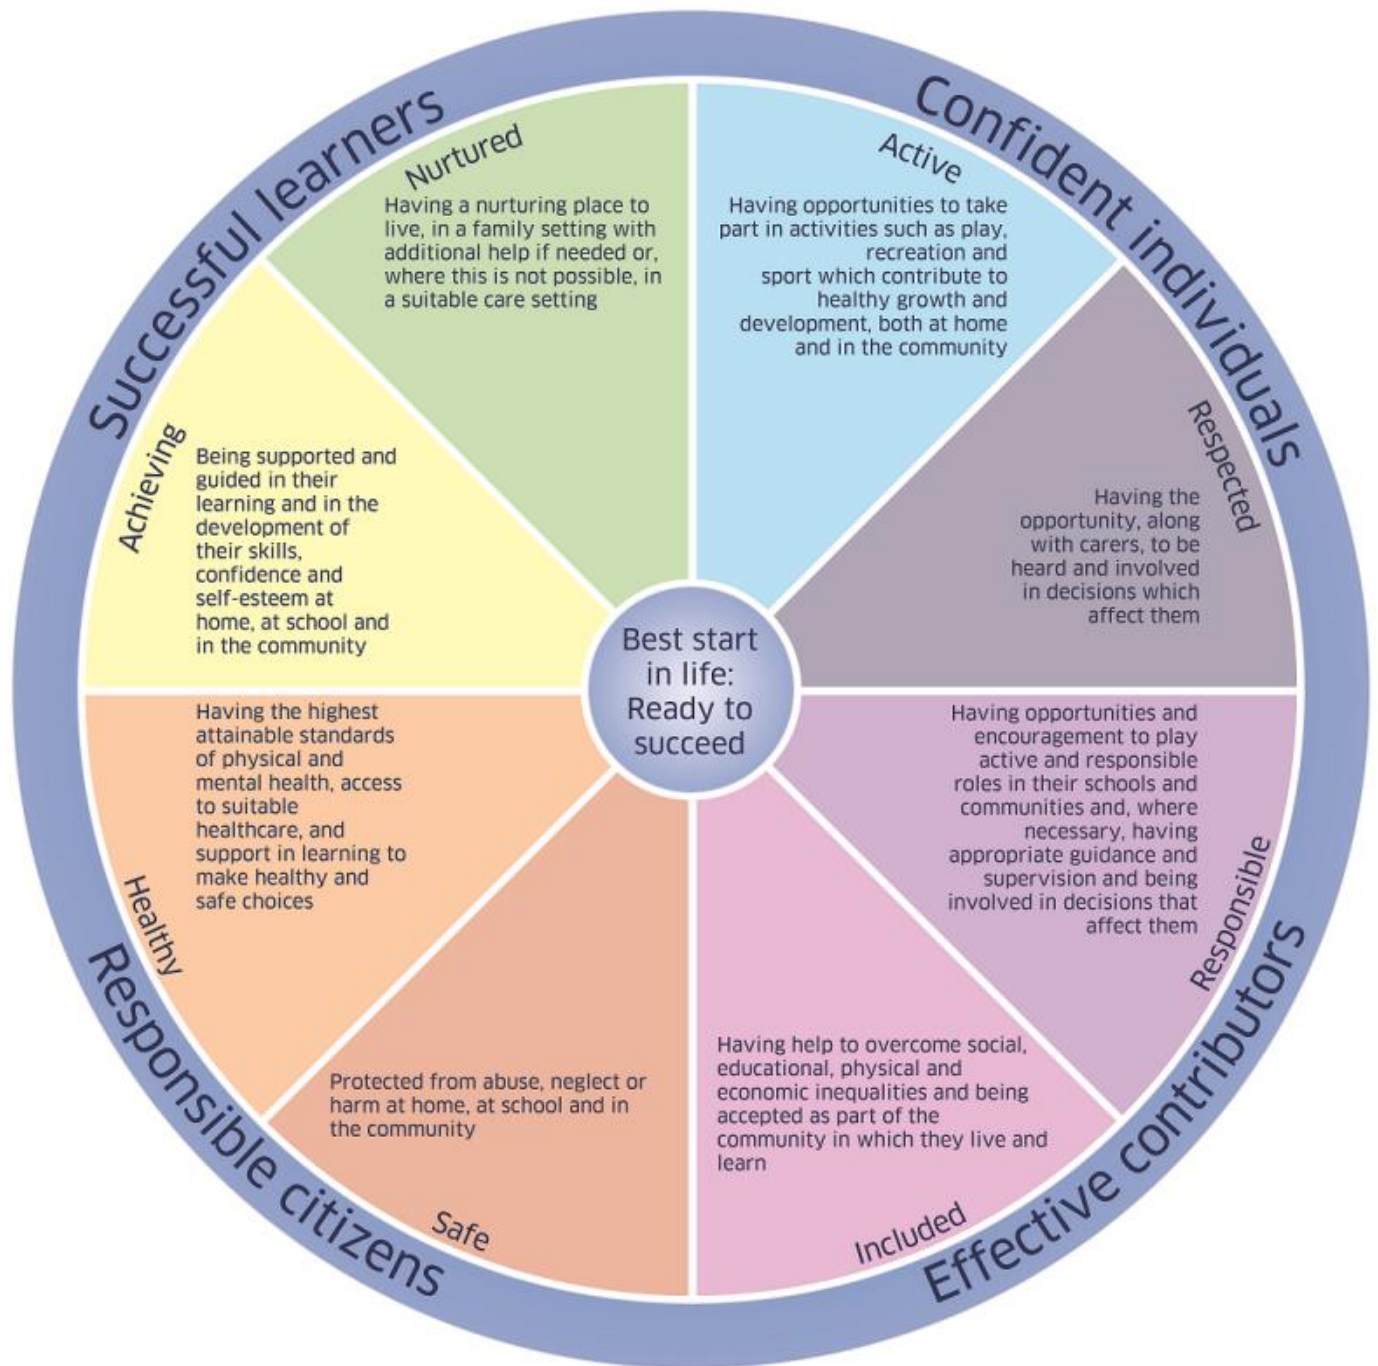 Successful learners
Confident individuals
Nurtured
Having a nurturing place to
live, in a family setting with
additional help if needed or,
where this is not possible, in
a suitable care setting
Active
Having opportunities to take
part in activities such as play,
recreation and
sport which contribute to
healthy growth and
development, both at home
and in the community
Achieving
Being supported and
guided in their
learning and in the
development of
their skills,
confidence and
self-esteem at
home, at school and
in the community
Respected
Having the
opportunity, along
with carers, to be
heard and involved
in decisions which
affect them
Best start
in life:
Ready to
succeed
Having the highest
attainable standards
of physical and
mental health, access
to suitable
healthcare, and
support in learning to
make healthy and
safe choices
Healthy
Having opportunities and
encouragement to play
active and responsible
roles in their schools and
communities and, where
necessary, having
appropriate guidance and
supervision and being
involved in decisions that
affect them
Responsible
Protected from abuse, neglect or
harm at home, at school and in
the community
Safe
Having help to overcome social,
educational, physical and
economic inequalities and being
accepted as part of the
community in which they live and
learn
Included
Responsible citizens
Effective contributors